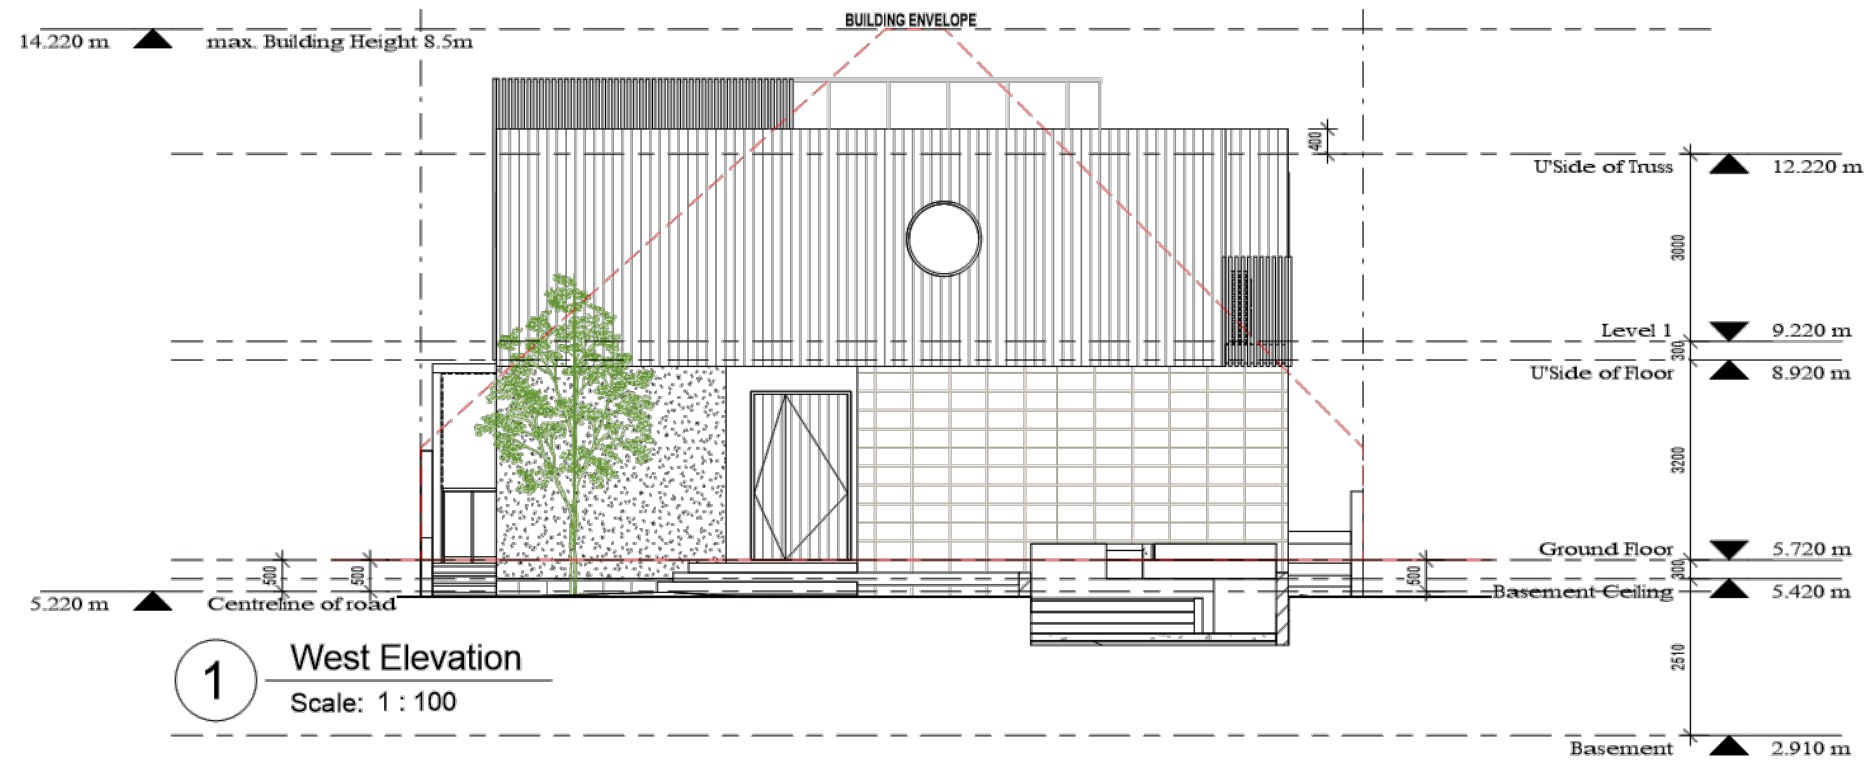 BUILDING ENVELOPE
14.220 m max. Building Height 8.5m
400
U'Side of Truss 12.220 m
3000
Level 1 9.220 m
300
U'Side of Floor 8.920 m
3200
Ground Floor 5.720 m
500 500 500 300
Basement Ceiling 5.420 m
5.220 m Centreline of road
1 West Elevation
Scale: 1 : 100
2510
Basement 2.910 m